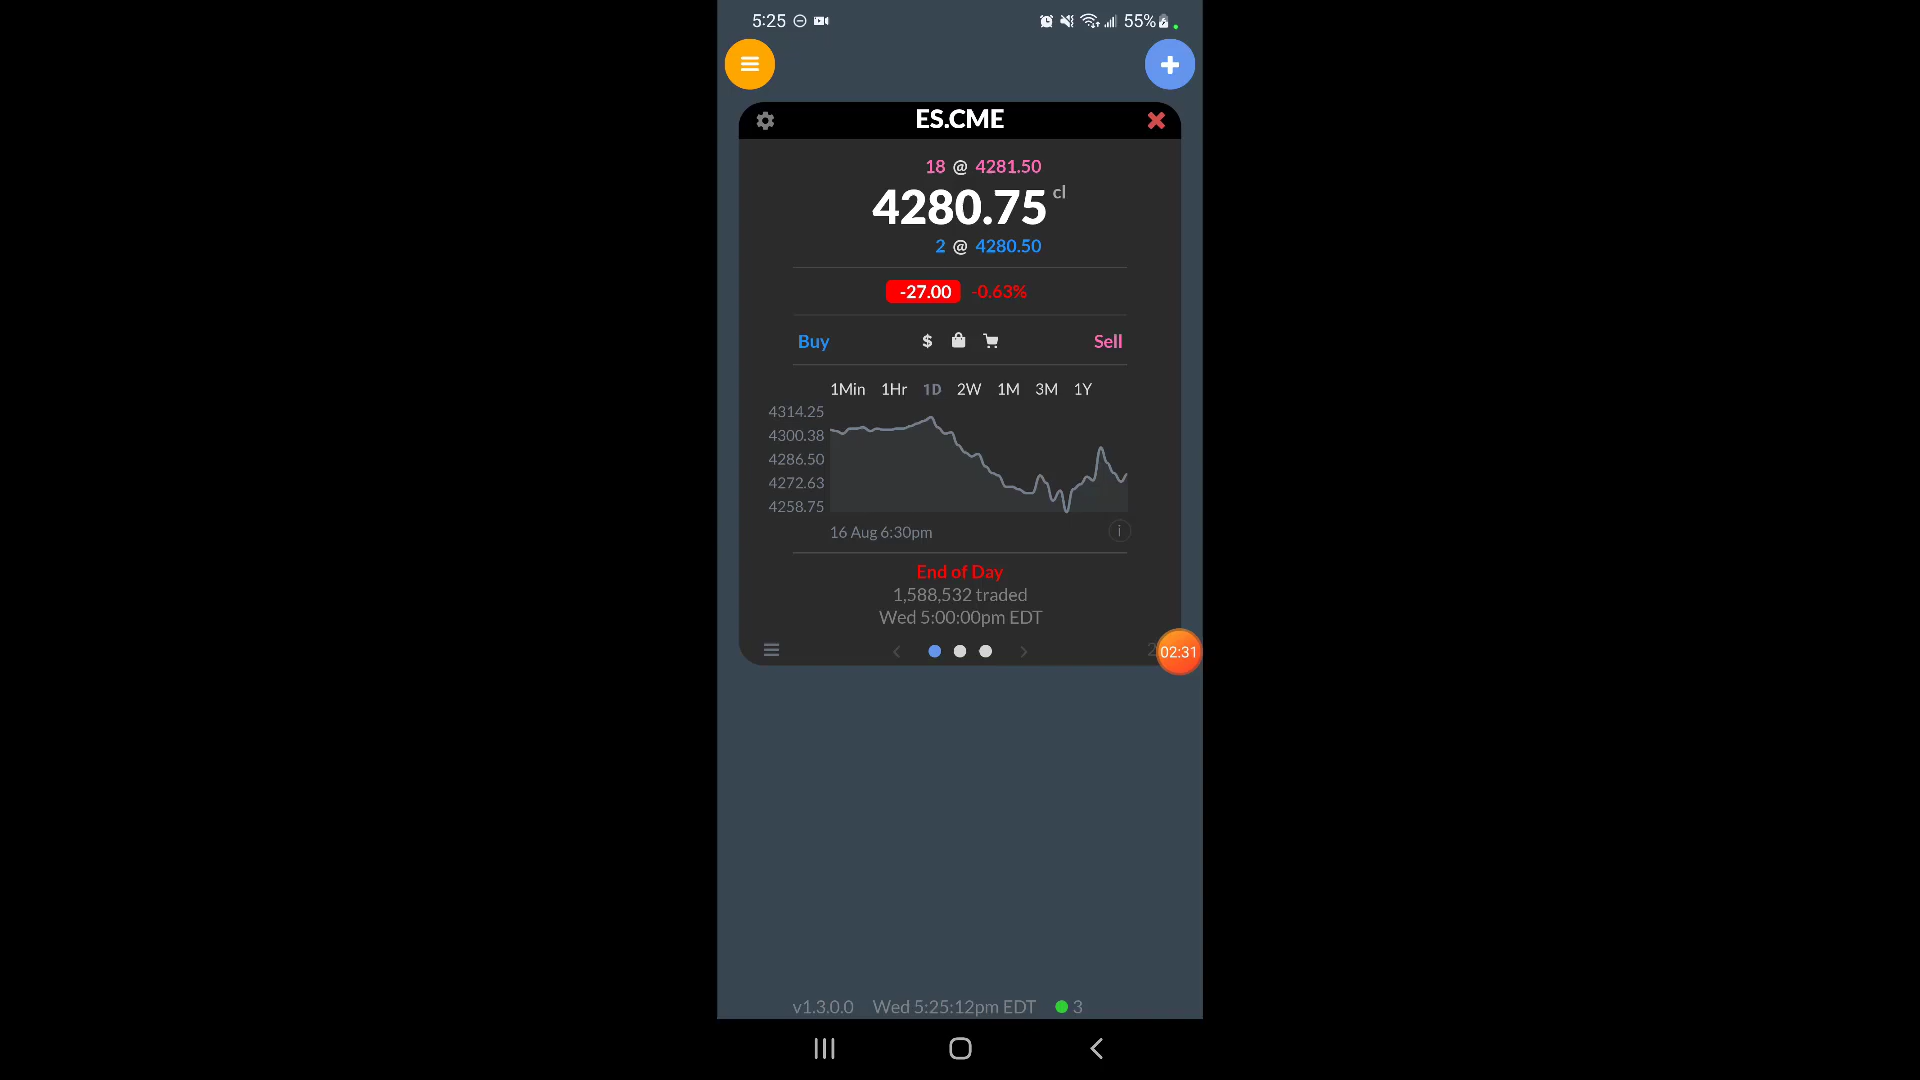 5:25 55%
ES.CME
18 @ 4281.50
4280.75 cl
2 @ 4280.50
-27.00 -0.63%
Buy $ Sell
1Min 1Hr 1D 2W 1M 3M 1Y
4314.25
4300.38
4286.50
4272.63
4258.75
16 Aug 6:30pm i
End of Day
1,588,532 traded
Wed 5:00:00pm EDT
02:31
v1.3.0.0 Wed 5:25:12pm EDT 3